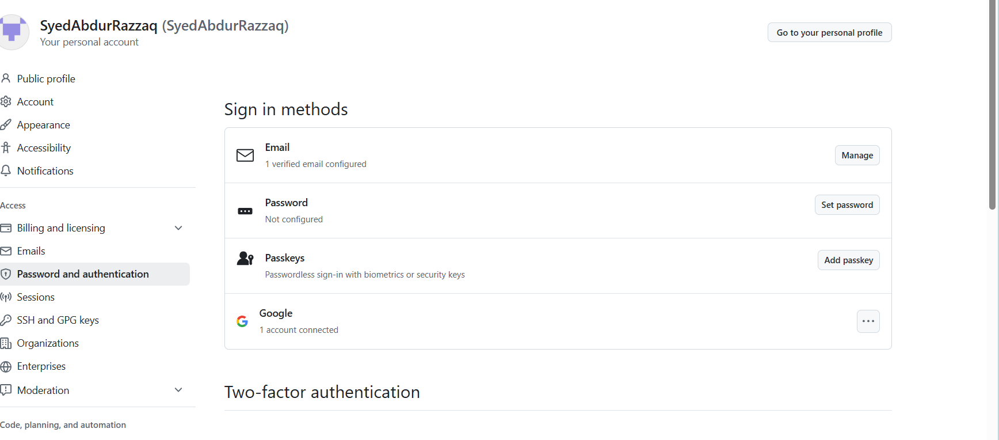 SyedAbdurRazzaq (SyedAbdurRazzaq)
Your personal account
Go to your personal profile
Public profile
Account
Appearance
Accessibility
Notifications
Access
Billing and licensing
Emails
Password and authentication
Sessions
SSH and GPG keys
Organizations
Enterprises
Moderation
Code, planning, and automation
Sign in methods
Email
1 verified email configured
Manage
Password
Not configured
Set password
Passkeys
Passwordless sign-in with biometrics or security keys
Add passkey
Google
1 account connected
Two-factor authentication